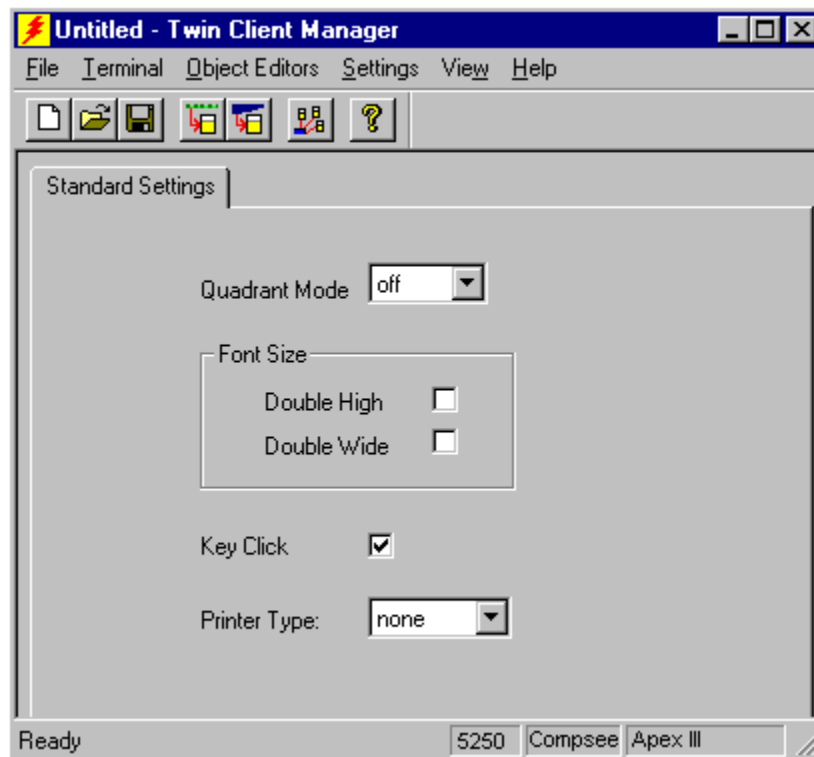 Untitled - Twin Client Manager
File Terminal Object Editors Settings View Help
Standard Settings
Quadrant Mode off
Font Size
Double High
Double Wide
Key Click
Printer Type: none
Ready 5250 Compsee Apex III